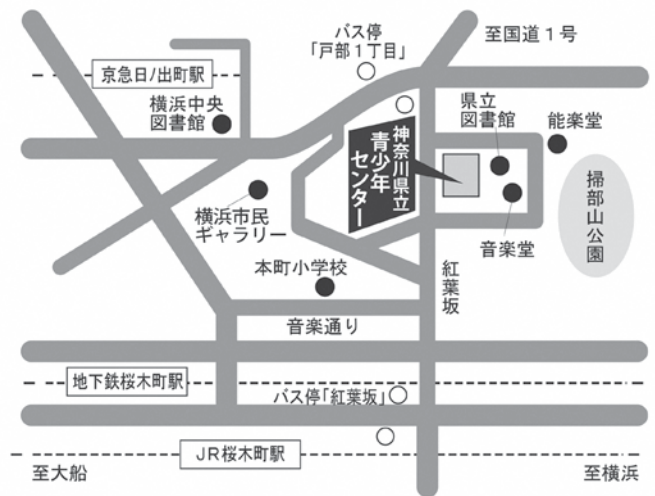 バス停
「戸部1丁目」
至国道1号
京急日ノ出町駅
横浜中央
図書館
県立
図書館
能楽堂
神奈川県立
青少年
センター
掃部山公園
横浜市民
ギャラリー
音楽堂
本町小学校
紅葉坂
音楽通り
地下鉄桜木町駅
バス停「紅葉坂」
JR桜木町駅
至大船
至横浜